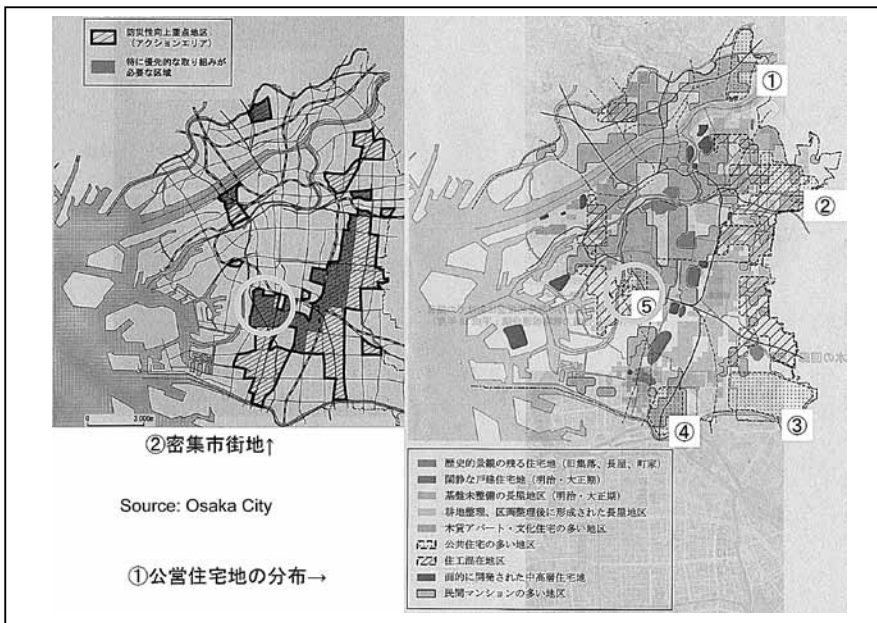 防災性向上重点地区
(アクションエリア)
特に優先的な取り組みが
必要な区域
0
3,000m
②密集市街地↑
Source: Osaka City
①公営住宅地の分布→
①
②
⑤
③
④
歴史的景観の残る住宅地(旧集落、長屋、町家)
閑静な戸建住宅地(明治・大正期)
基盤未整備の長屋地区(明治・大正期)
耕地整理、区画整理後に形成された長屋地区
木賃アパート・文化住宅の多い地区
公共住宅の多い地区
住工混在地区
面的に開発された中高層住宅地
民間マンションの多い地区